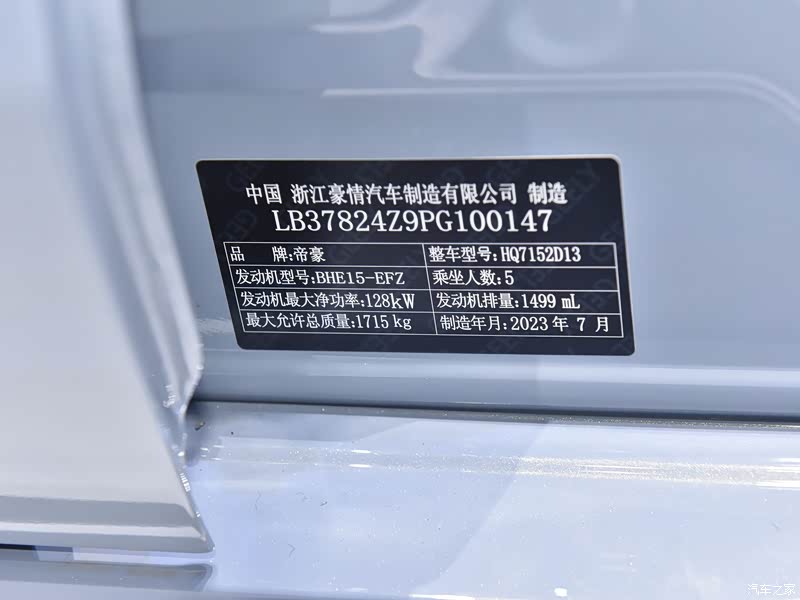 中国 浙江豪情汽车制造有限公司 制造
LB37824Z9PG100147
品 牌:帝豪 整车型号:HQ7152D13
发动机型号:BHE15-EFZ 乘坐人数:5
发动机最大净功率:128kW 发动机排量:1499 mL
最大允许总质量:1715 kg 制造年月:2023 年 7 月
汽车之家